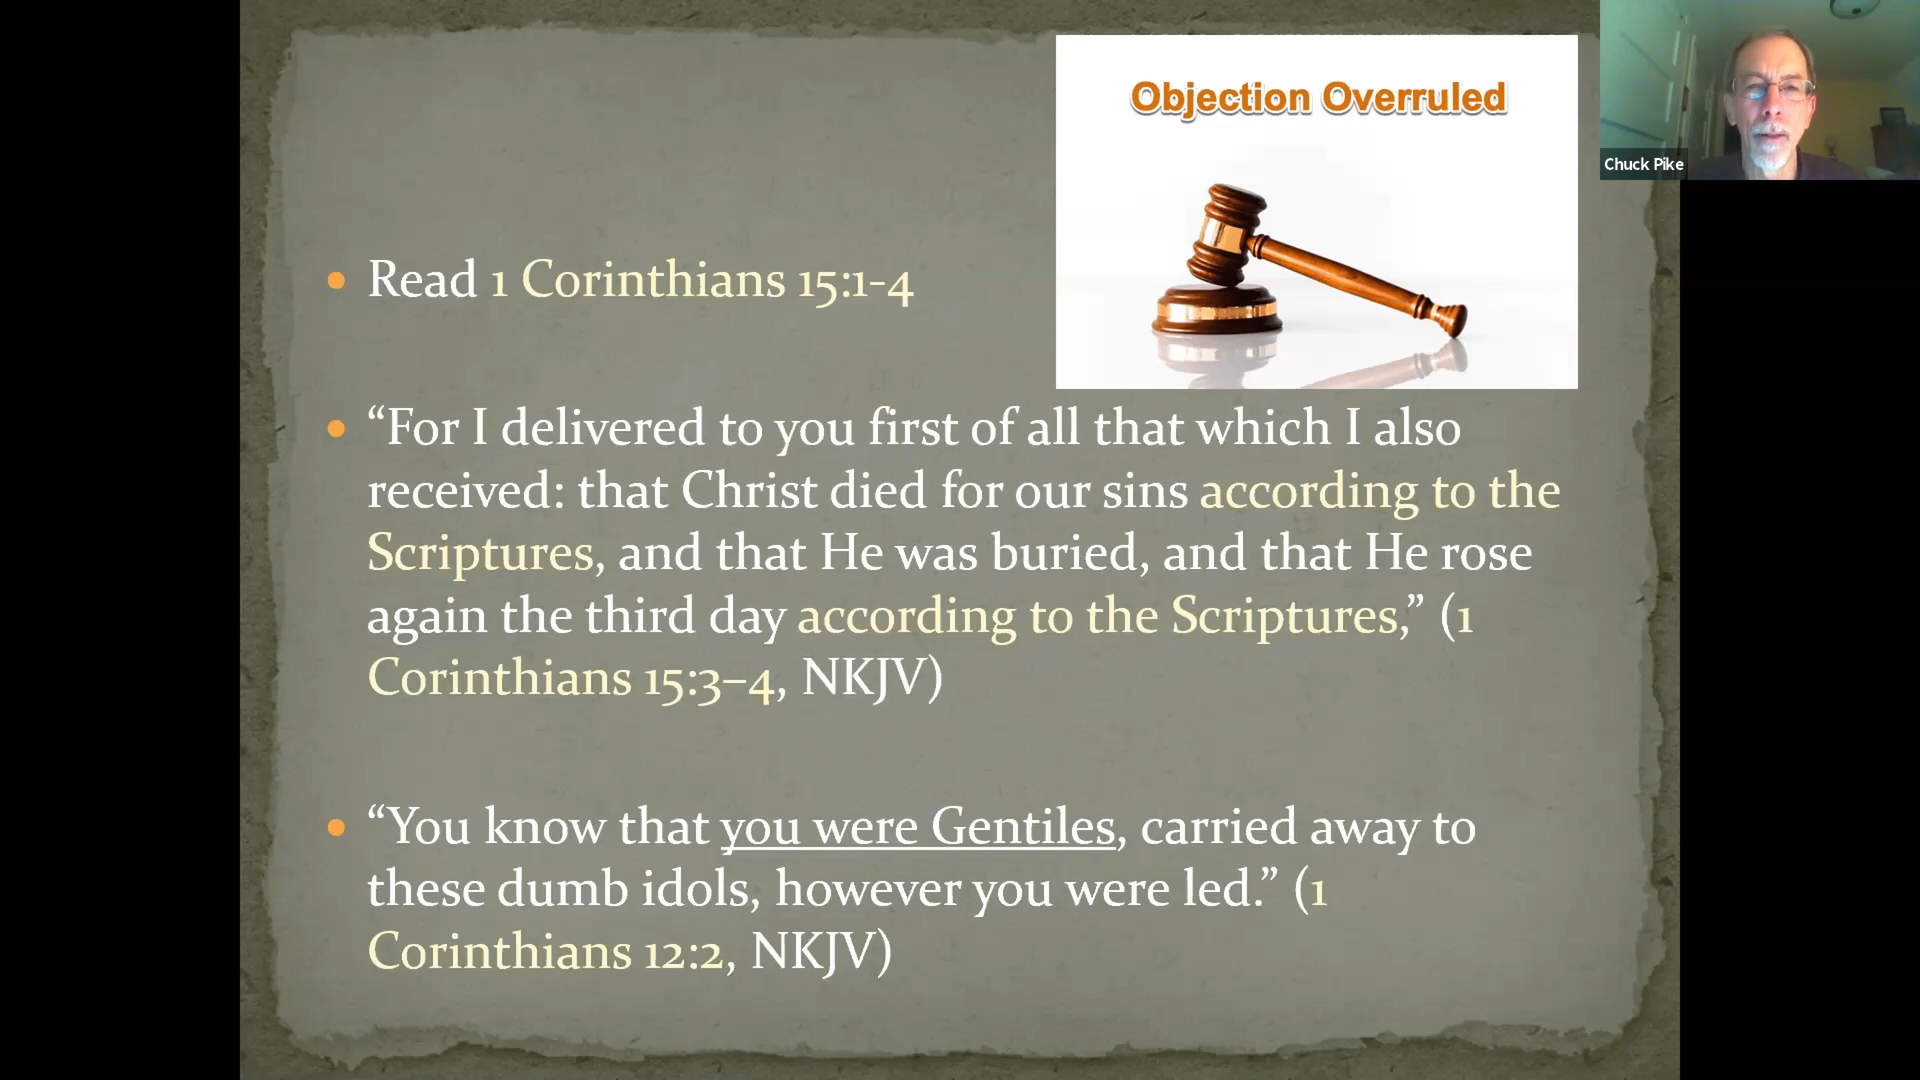 Objection Overruled
Chuck Pike
• Read 1 Corinthians 15:1-4
• “For I delivered to you first of all that which I also
received: that Christ died for our sins according to the
Scriptures, and that He was buried, and that He rose
again the third day according to the Scriptures,” (1
Corinthians 15:3–4, NKJV)
• “You know that you were Gentiles, carried away to
these dumb idols, however you were led.” (1
Corinthians 12:2, NKJV)